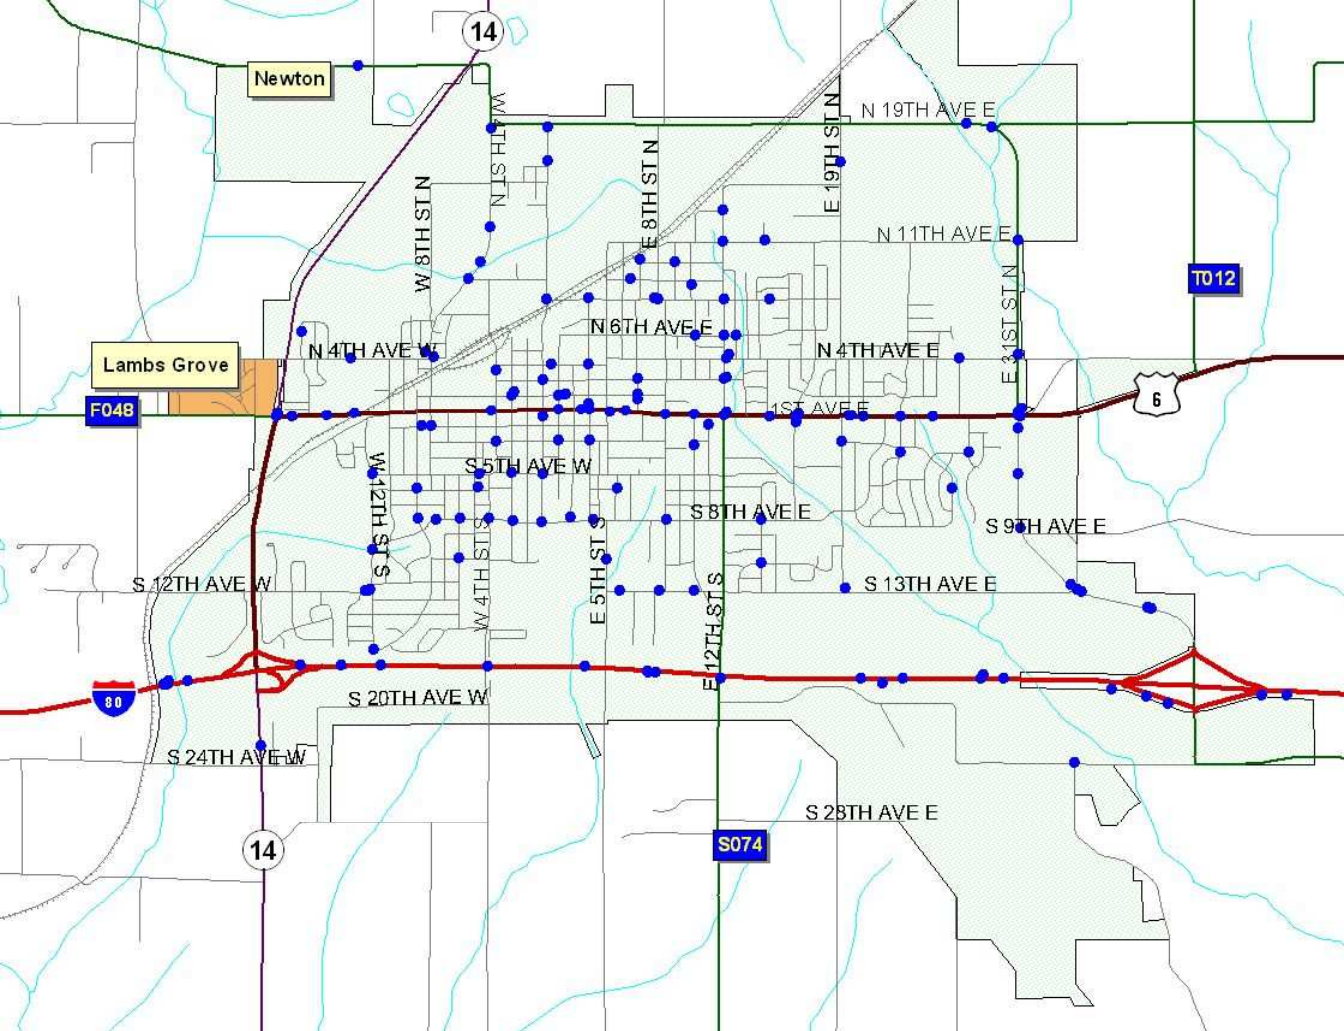 14
Newton
N 19TH AVE E
W 4TH ST N
E 19TH ST N
E 8TH ST N
W 8TH ST N
N 11TH AVE E
T012
E 31ST ST N
N 6TH AVE E
N 4TH AVE W
N 4TH AVE E
Lambs Grove
6
F048
1ST AVE E
S 5TH AVE W
W 12TH ST S
S 8TH AVE E
S 9TH AVE E
W 4TH ST S
E 5TH ST S
E 12TH ST S
S 12TH AVE W
S 13TH AVE E
80
S 20TH AVE W
S 24TH AVE W
S 28TH AVE E
S074
14